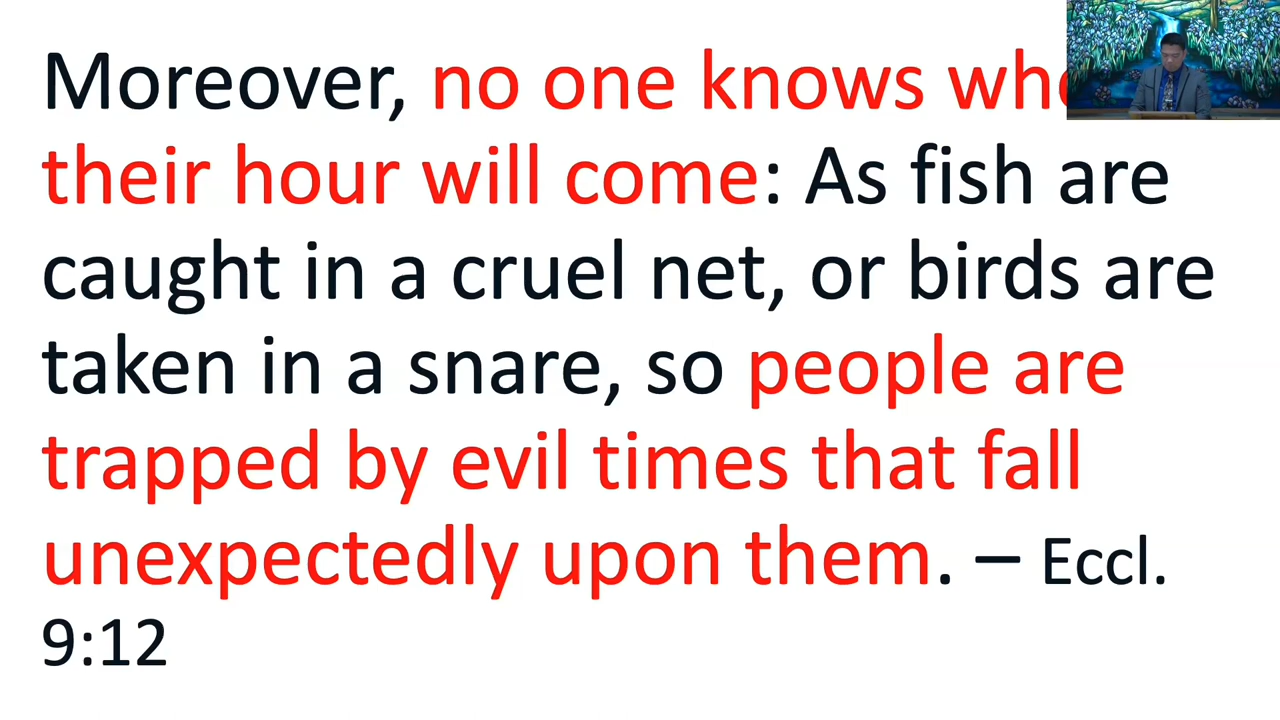 Moreover, no one knows
their hour will come: As fish are
caught in a cruel net, or birds are
taken in a snare, so people are
trapped by evil times that fall
unexpectedly upon them. – Eccl.
9:12